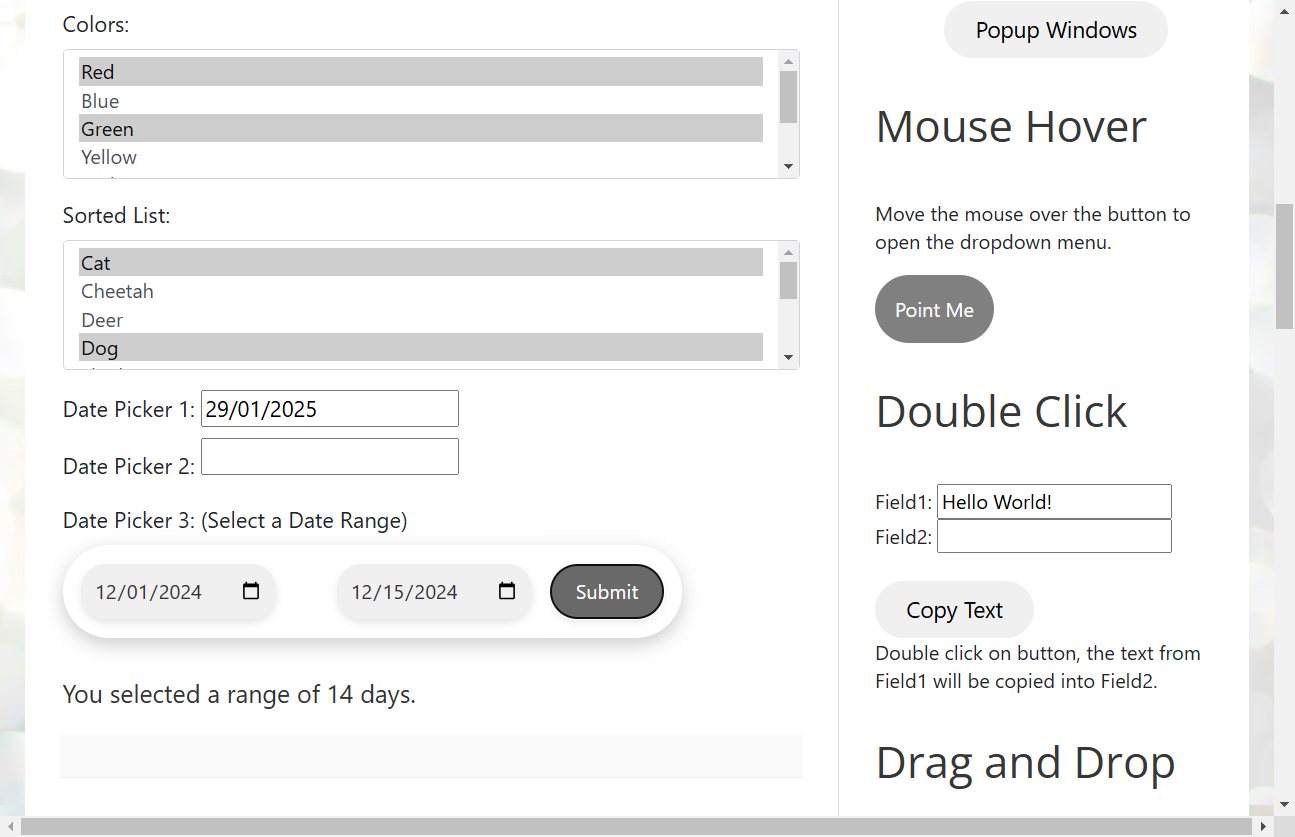 Colors:
Red
Blue
Green
Yellow
Sorted List:
Cat
Cheetah
Deer
Dog
Date Picker 1: 29/01/2025
Date Picker 2:
Date Picker 3: (Select a Date Range)
12/01/2024 12/15/2024 Submit
You selected a range of 14 days.
Popup Windows
Mouse Hover
Move the mouse over the button to
open the dropdown menu.
Point Me
Double Click
Field1: Hello World!
Field2:
Copy Text
Double click on button, the text from
Field1 will be copied into Field2.
Drag and Drop